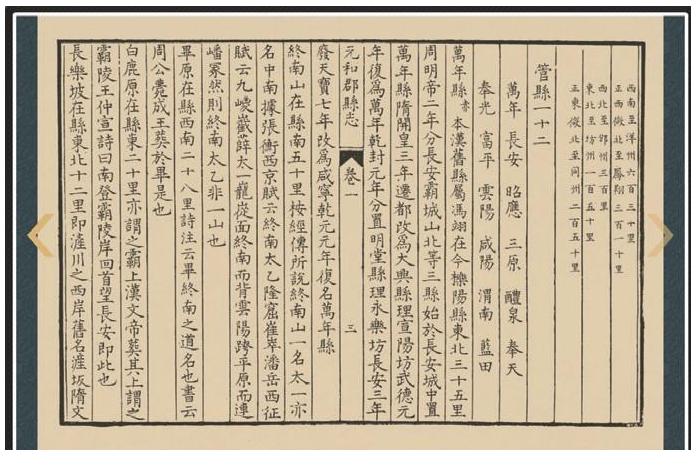 西南至洋州六百三十里
正西微北至鳳翔三百一十里
西北至邠州三百里
東北至坊州百五十里
正東微北至同州二百五十里
管縣一十二
萬年 長安 昭應 三原 醴泉 奉天
奉光 富平 雲陽 咸陽 渭南 藍田
萬年縣赤 本漢舊縣屬馮翊在今櫟陽縣東北三十五里
周明帝二年分長安霸城山北等三縣始於長安城中置
萬年縣隋開皇三年遷都改爲大興縣理宣陽坊武德元
年復爲萬年乾封元年分置明堂縣理永樂坊長安三年
元和郡縣志 卷一 三
廢天寶七年改爲咸寧乾元元年復名萬年縣
終南山在縣南五十里按經傳所說終南山一名太一亦
名中南據張衡西京賦云終南太乙隆窟崔崒潘岳西征
賦云九嵕巀嶭太一巃嵸面終南而背雲陽跨平原而連
嶓冢然則終南太乙非一山也
畢原在縣西南二十八里詩注云畢終南之道名也書云
周公薨成王葬於畢是也
白鹿原在縣東二十里亦謂之霸上漢文帝葬其上謂之
霸陵王仲宣詩曰南登霸陵岸回首望長安即此也
長樂坡在縣東北十二里即滻川之西岸舊名滻坂隋文